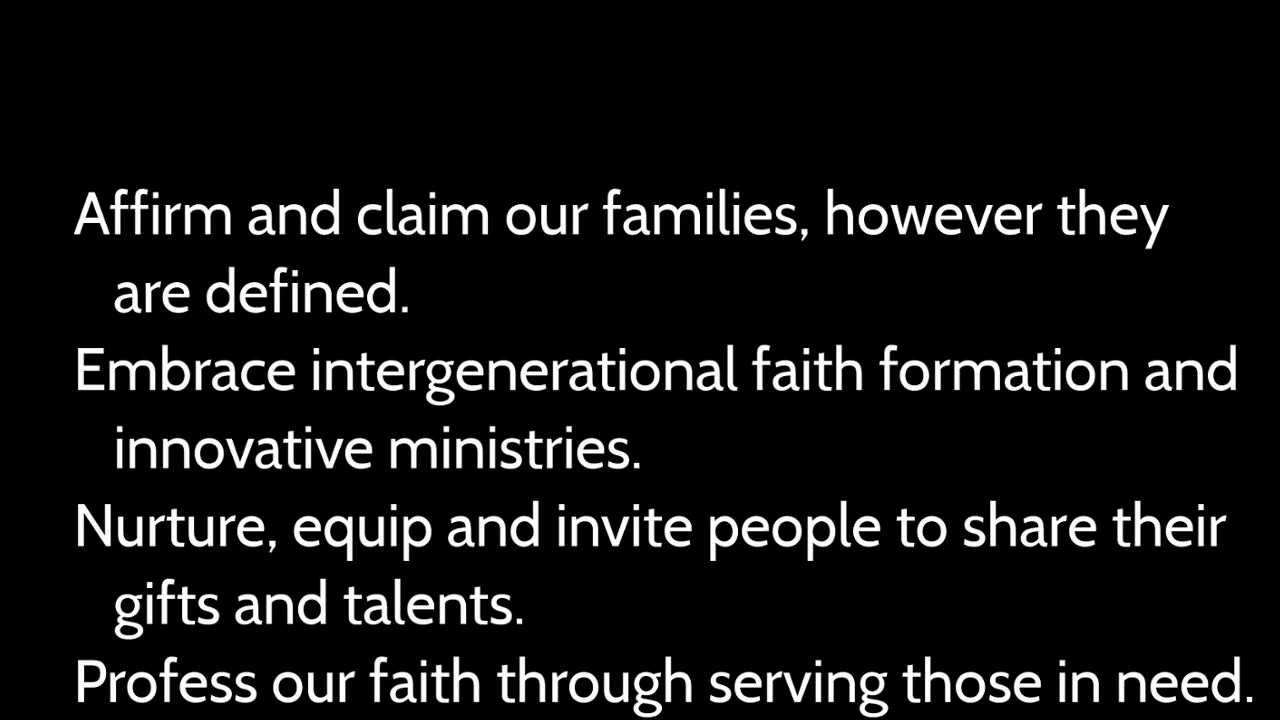 Affirm and claim our families, however they
are defined.
Embrace intergenerational faith formation and
innovative ministries.
Nurture, equip and invite people to share their
gifts and talents.
Profess our faith through serving those in need.